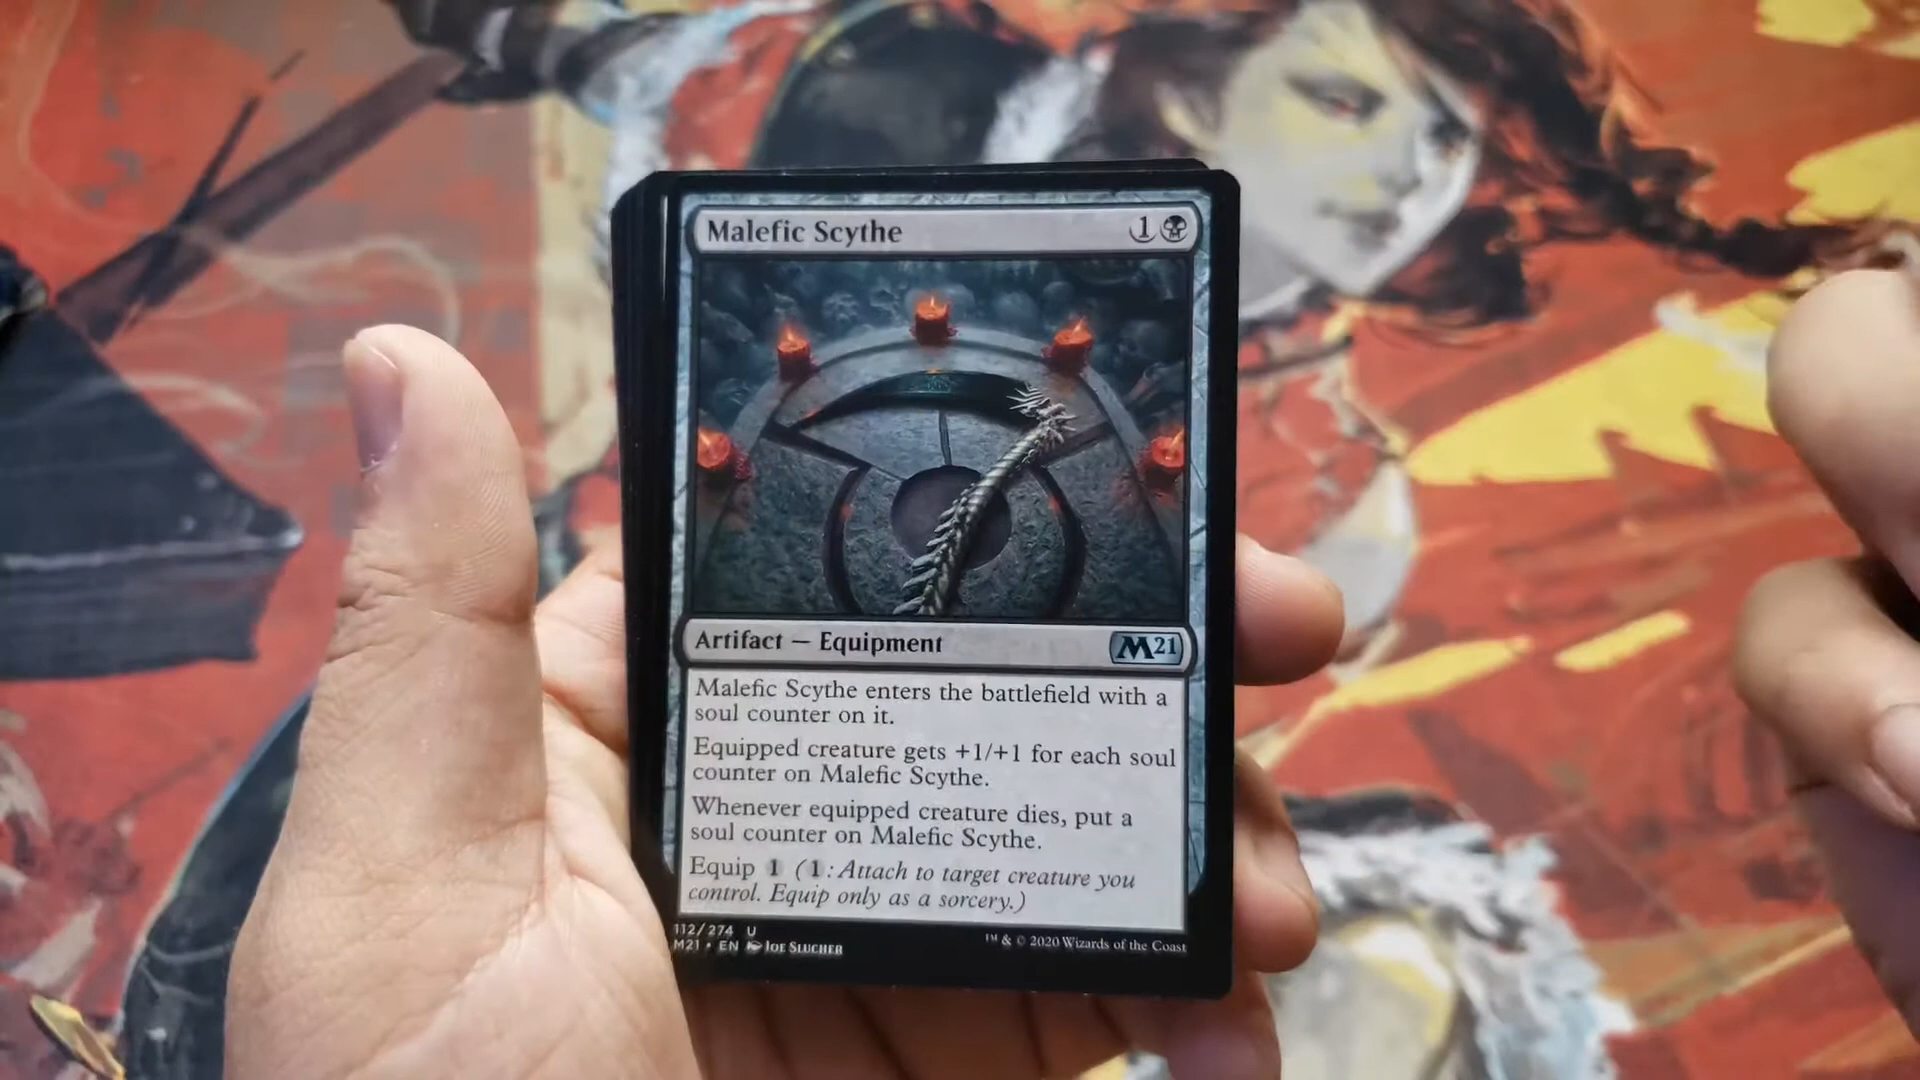 Malefic Scythe 1
Artifact — Equipment M21
Malefic Scythe enters the battlefield with a
soul counter on it.
Equipped creature gets +1/+1 for each soul
counter on Malefic Scythe.
Whenever equipped creature dies, put a
soul counter on Malefic Scythe.
Equip 1 (1: Attach to target creature you
control. Equip only as a sorcery.)
112/274 U
M21 • EN Joe Slucher ™ & © 2020 Wizards of the Coast